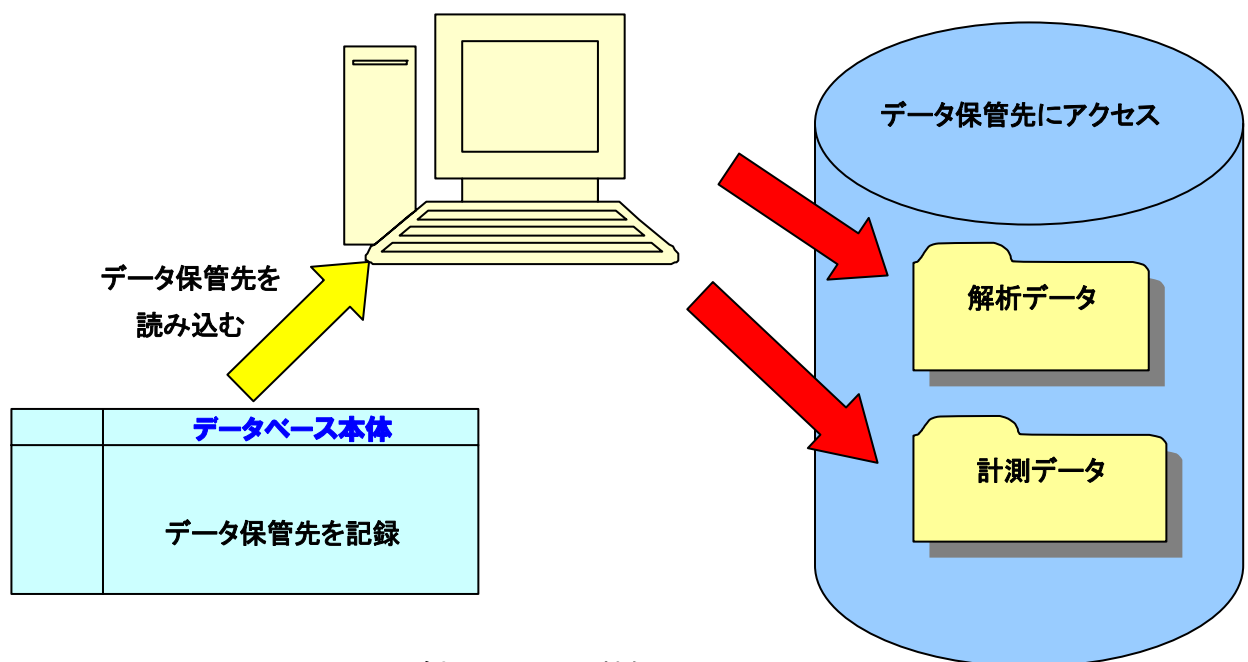 データ保管先にアクセス
データ保管先を
読み込む
解析データ
計測データ
データベース本体
データ保管先を記録